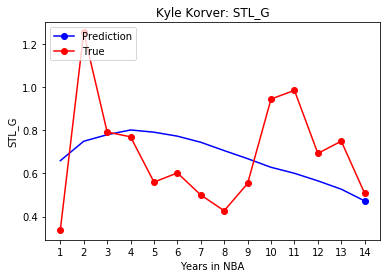 Kyle Korver: STL_G
Prediction
True
STL_G
1.2
1.0
0.8
0.6
0.4
1 2 3 4 5 6 7 8 9 10 11 12 13 14
Years in NBA